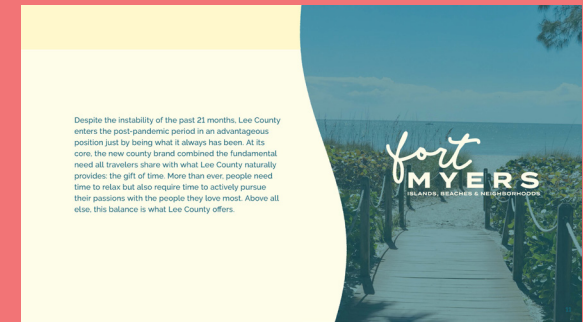 Despite the instability of the past 21 months, Lee County
enters the post-pandemic period in an advantageous
position just by being what it always has been. At its
core, the new county brand combined the fundamental
need all travelers share with what Lee County naturally
provides: the gift of time. More than ever, people need
time to relax but also require time to actively pursue
their passions with the people they love most. Above all
else, this balance is what Lee County offers.
fort
MYERS
ISLANDS, BEACHES & NEIGHBORHOODS